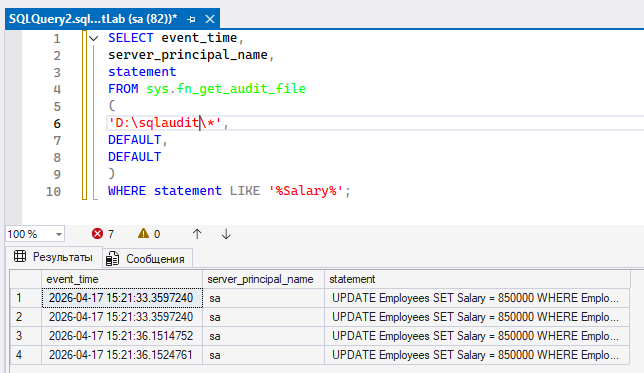 SQLQuery2.sql...tLab (sa (82))*
1 SELECT event_time,
2 server_principal_name,
3 statement
4 FROM sys.fn_get_audit_file
5 (
6 'D:\sqlaudit\*',
7 DEFAULT,
8 DEFAULT
9 )
10 WHERE statement LIKE '%Salary%';
100 % 7 0
Результаты Сообщения
event_time server_principal_name statement
1 2026-04-17 15:21:33.3597240 sa UPDATE Employees SET Salary = 850000 WHERE Emplo...
2 2026-04-17 15:21:33.3597240 sa UPDATE Employees SET Salary = 850000 WHERE Emplo...
3 2026-04-17 15:21:36.1514752 sa UPDATE Employees SET Salary = 850000 WHERE Emplo...
4 2026-04-17 15:21:36.1524761 sa UPDATE Employees SET Salary = 850000 WHERE Emplo...